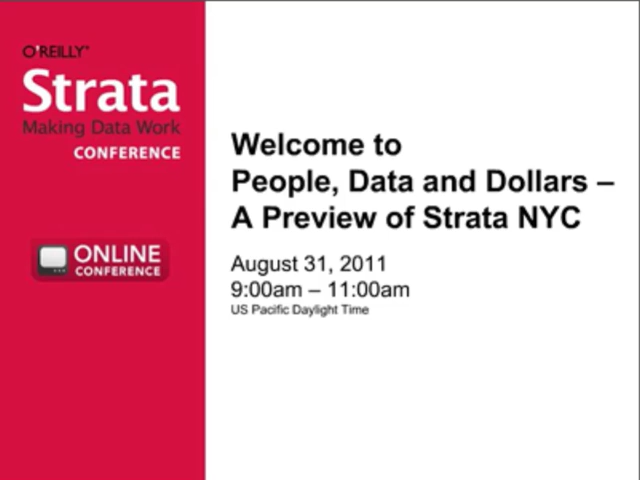 O'REILLY®
Strata
Making Data Work
CONFERENCE
ONLINE
CONFERENCE
Welcome to
People, Data and Dollars –
A Preview of Strata NYC
August 31, 2011
9:00am – 11:00am
US Pacific Daylight Time